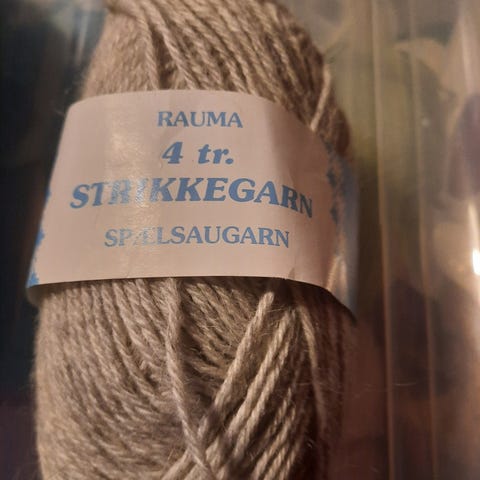 RAUMA
4 tr.
STRIKKEGARN
SPÆLSAUGARN